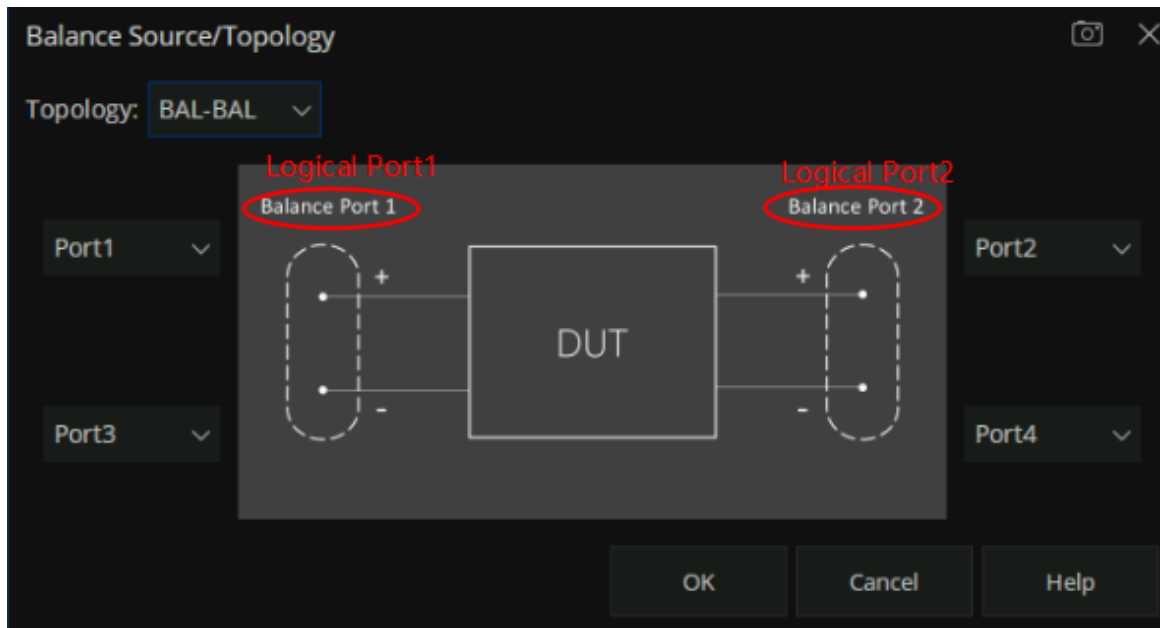 Balance Source/Topology
Topology: BAL-BAL
Logical Port1
Logical Port2
Balance Port 1
Balance Port 2
Port1
+
+
Port2
DUT
-
-
Port3
Port4
OK
Cancel
Help